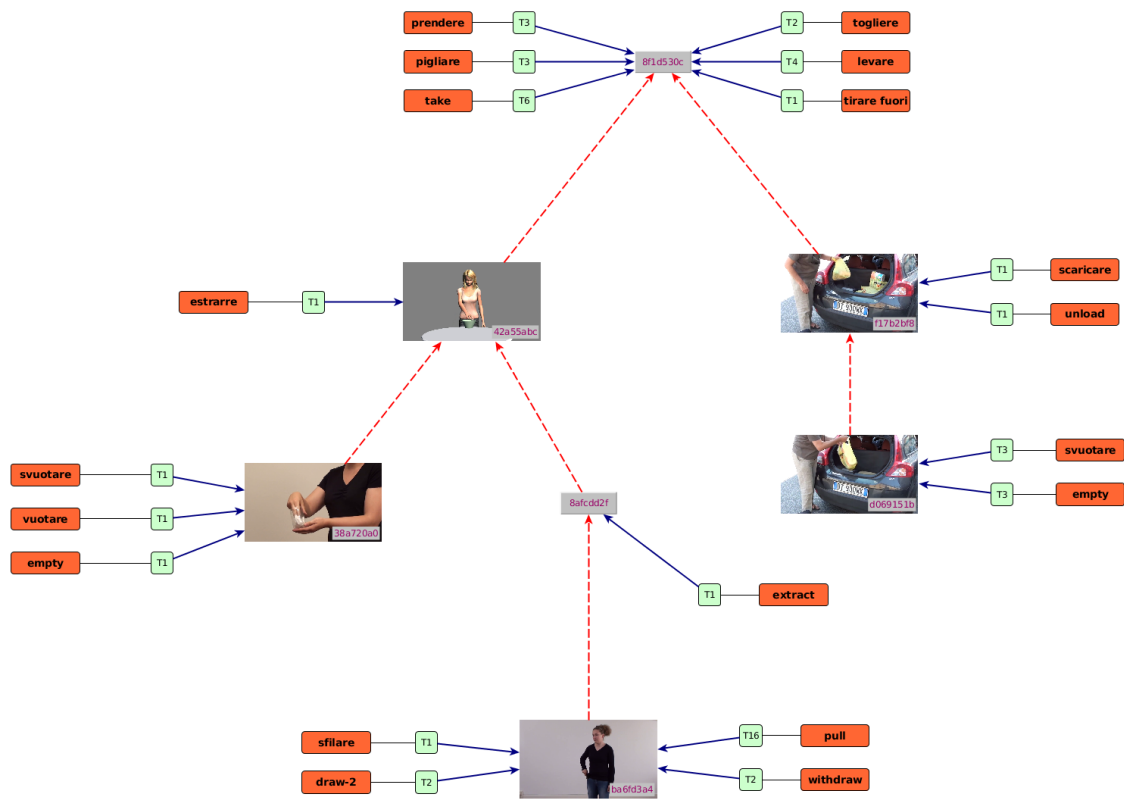 prendere T3 T2 togliere
pigliare T3 8f1d530c T4 levare
take T6 T1 tirare fuori
T1 scaricare
estrarre T1 42a55abc f17b2bf8 T1 unload
svuotare T1 T3 svuotare
vuotare T1 8afcdd2f d069151b T3 empty
empty T1 38a720a0
T1 extract
sfilare T1 T16 pull
draw-2 T2 ba6fd3a4 T2 withdraw